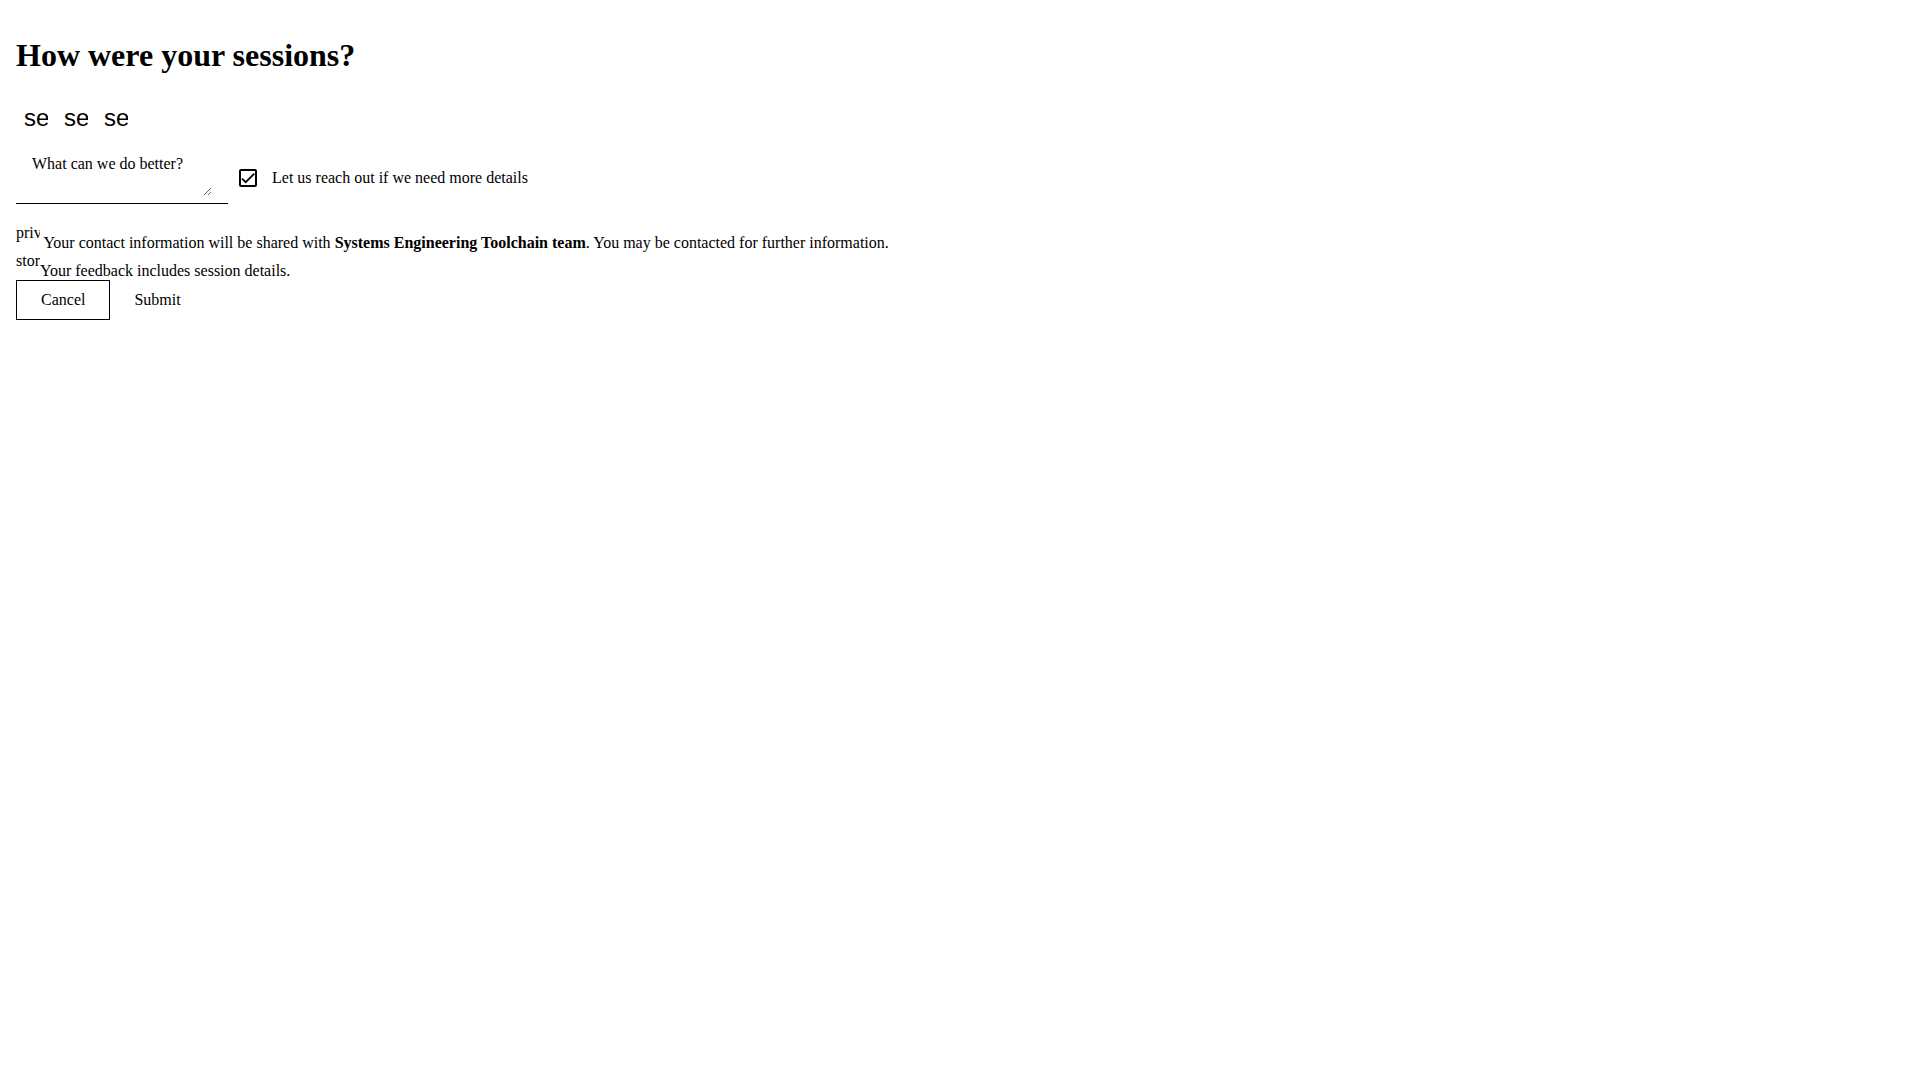 How were your sessions?
se se se
What can we do better?
Let us reach out if we need more details
priv Your contact information will be shared with Systems Engineering Toolchain team. You may be contacted for further information.
stor Your feedback includes session details.
Cancel Submit